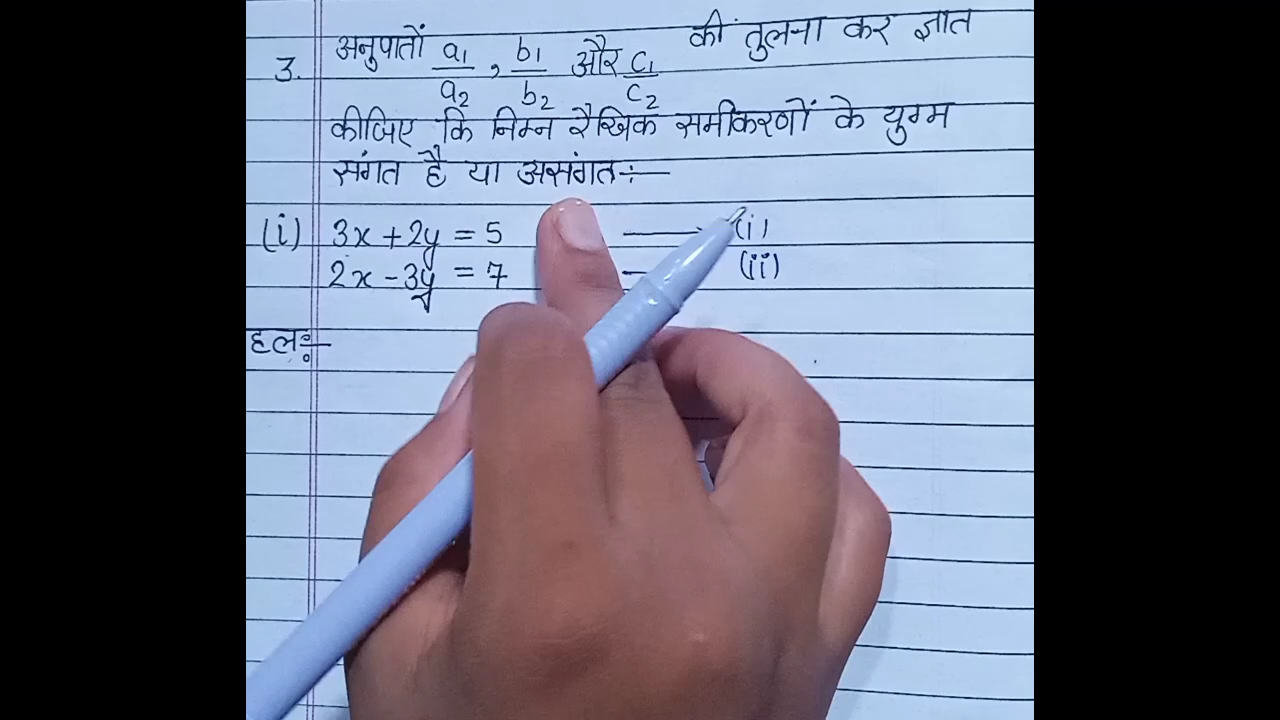 3. अनुपातों a₁/a₂ , b₁/b₂ और c₁/c₂ की तुलना कर ज्ञात
कीजिए कि निम्न रैखिक समीकरणों के युग्म
संगत है या असंगत÷—
(i) 3x + 2y = 5 —— (i)
2x - 3y = 7 — (ii)
हलः÷